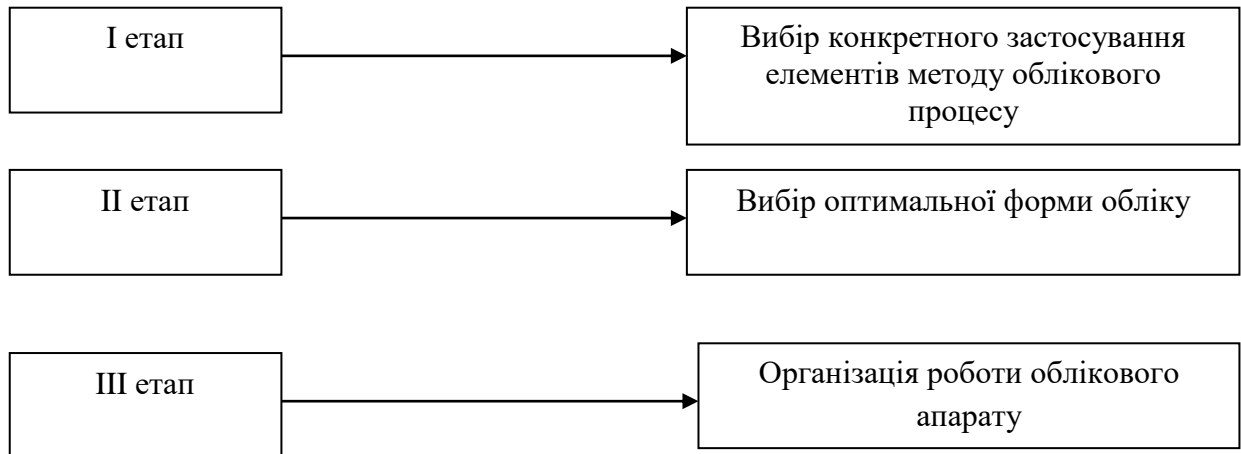 І етап
Вибір конкретного застосування
елементів методу облікового
процесу
ІІ етап
Вибір оптимальної форми обліку
ІІІ етап
Організація роботи облікового
апарату